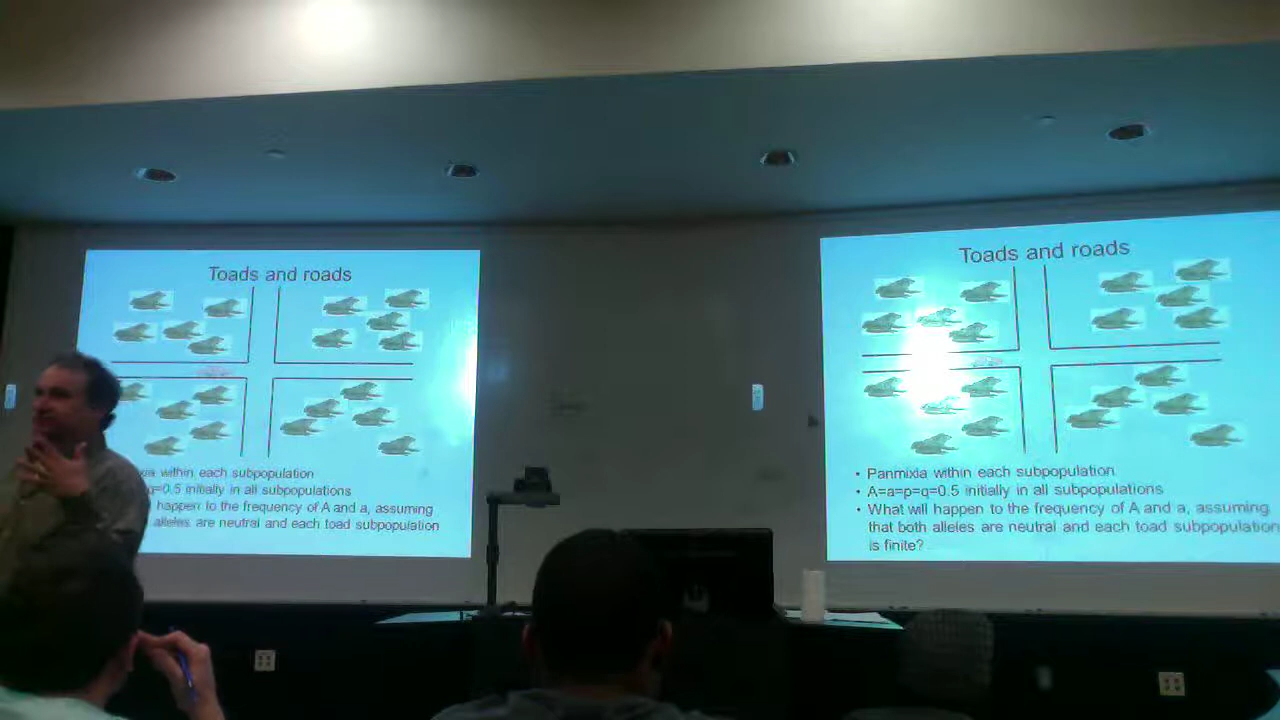 Toads and roads
xia within each subpopulation
q=0.5 initially in all subpopulations
happen to the frequency of A and a, assuming
alleles are neutral and each toad subpopulation
Toads and roads
• Panmixia within each subpopulation
• A=a=p=q=0.5 initially in all subpopulations
• What will happen to the frequency of A and a, assuming
that both alleles are neutral and each toad subpopulation
is finite?